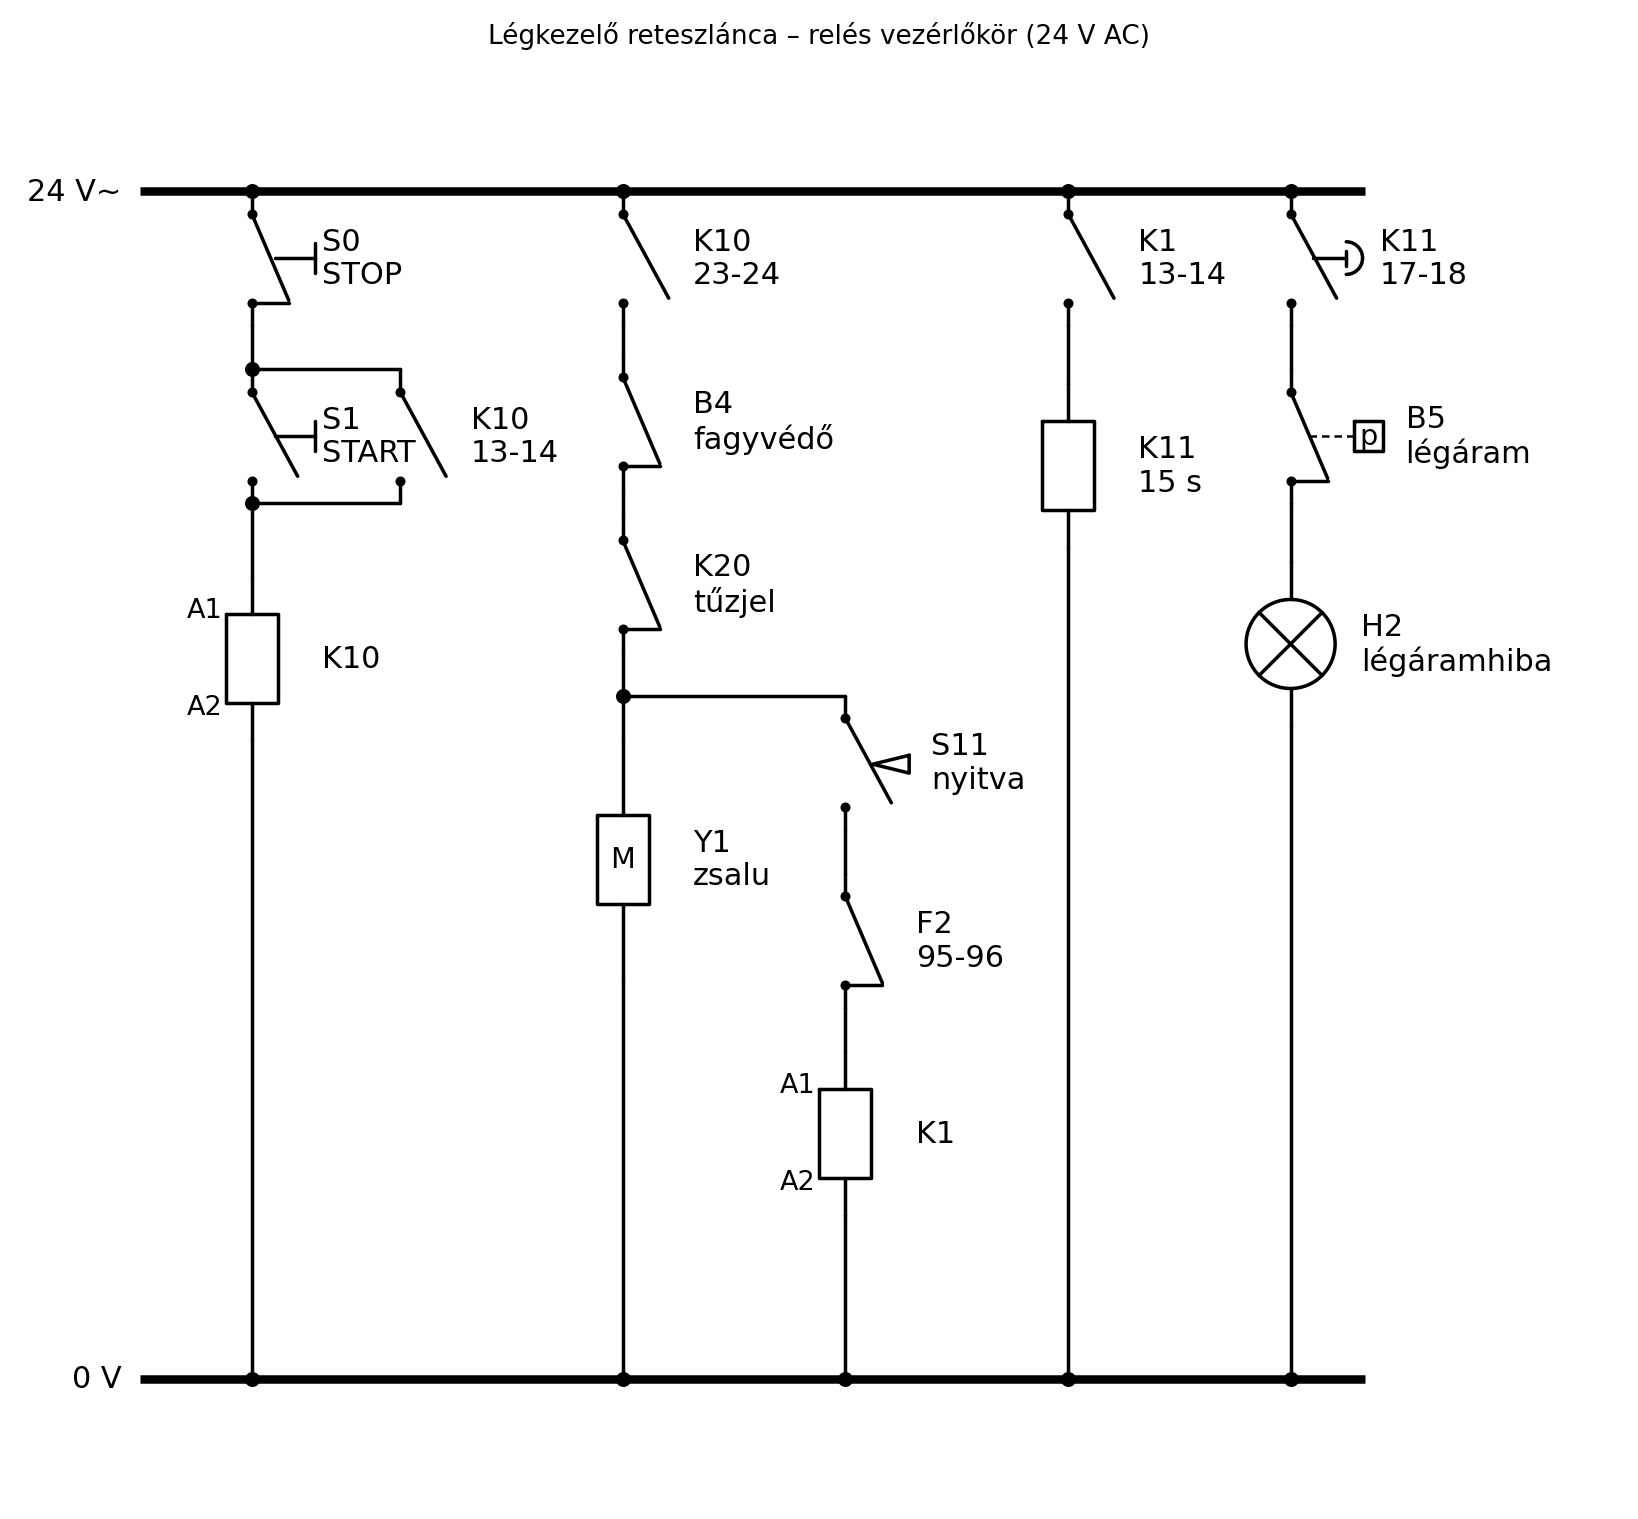 Légkezelő reteszlánca – relés vezérlőkör (24 V AC)
24 V~
S0
STOP
K10
23-24
K1
13-14
K11
17-18
S1
START
K10
13-14
B4
fagyvédő
K11
15 s
p
B5
légáram
K20
tűzjel
A1
K10
A2
H2
légáramhiba
S11
nyitva
M
Y1
zsalu
F2
95-96
A1
K1
A2
0 V